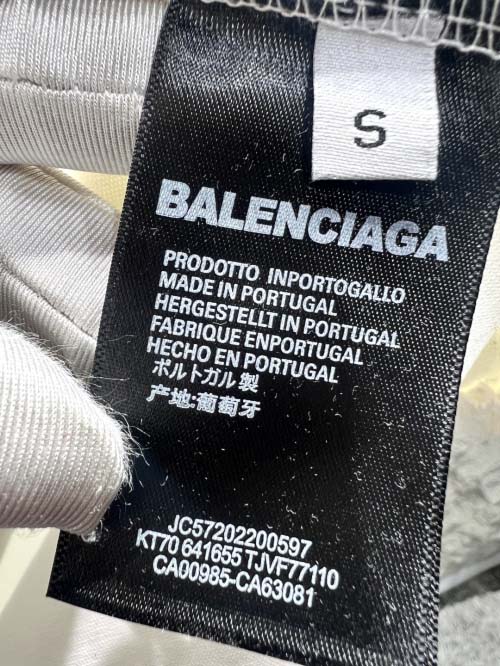 S
BALENCIAGA
PRODOTTO INPORTOGALLO
MADE IN PORTUGAL
HERGESTELLT IN PORTUGAL
FABRIQUE ENPORTUGAL
HECHO EN PORTUGAL
ポルトガル製
产地:葡萄牙
JC57202200597
KT70 641655 TJVF77110
CA00985-CA63081